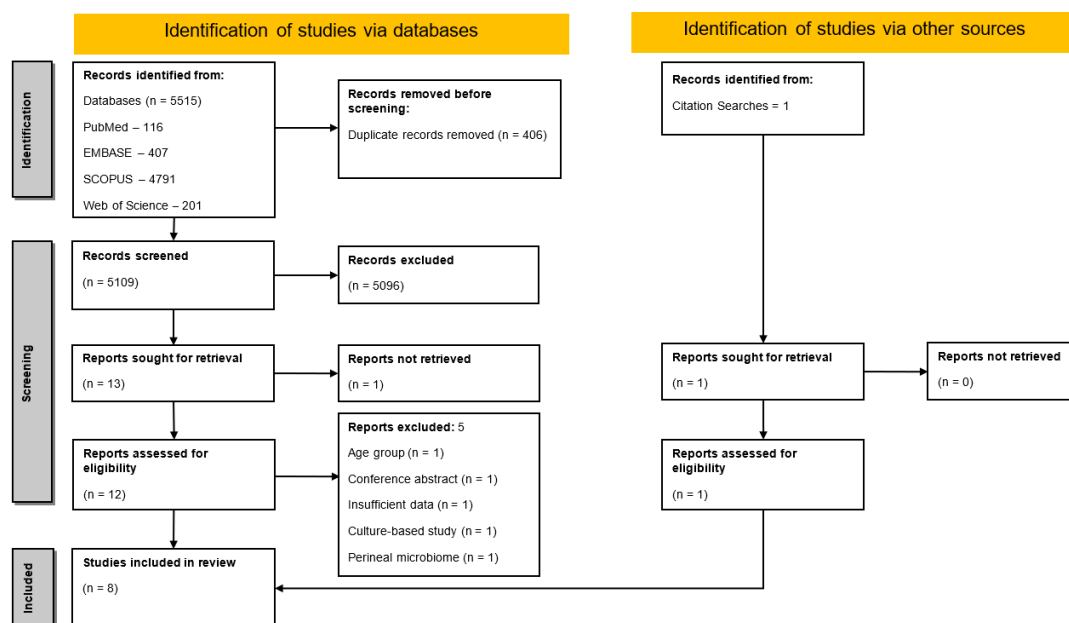 Identification of studies via databases
Identification of studies via other sources
Identification
Records identified from:
Databases (n = 5515)
PubMed – 116
EMBASE – 407
SCOPUS – 4791
Web of Science – 201
Records removed before
screening:
Duplicate records removed (n = 406)
Records identified from:
Citation Searches = 1
Screening
Records screened
(n = 5109)
Records excluded
(n = 5096)
Reports sought for retrieval
(n = 13)
Reports not retrieved
(n = 1)
Reports sought for retrieval
(n = 1)
Reports not retrieved
(n = 0)
Reports assessed for
eligibility
(n = 12)
Reports excluded: 5
Age group (n = 1)
Conference abstract (n = 1)
Insufficient data (n = 1)
Culture-based study (n = 1)
Perineal microbiome (n = 1)
Reports assessed for
eligibility
(n = 1)
Included
Studies included in review
(n = 8)